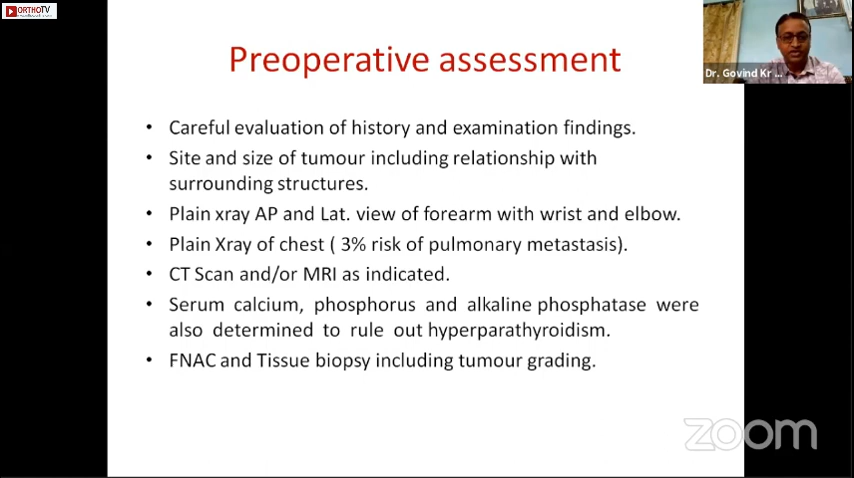 ORTHOTV
Dr. Govind Kr ...
Preoperative assessment
• Careful evaluation of history and examination findings.
• Site and size of tumour including relationship with
surrounding structures.
• Plain xray AP and Lat. view of forearm with wrist and elbow.
• Plain Xray of chest ( 3% risk of pulmonary metastasis).
• CT Scan and/or MRI as indicated.
• Serum calcium, phosphorus and alkaline phosphatase were
also determined to rule out hyperparathyroidism.
• FNAC and Tissue biopsy including tumour grading.
zoom